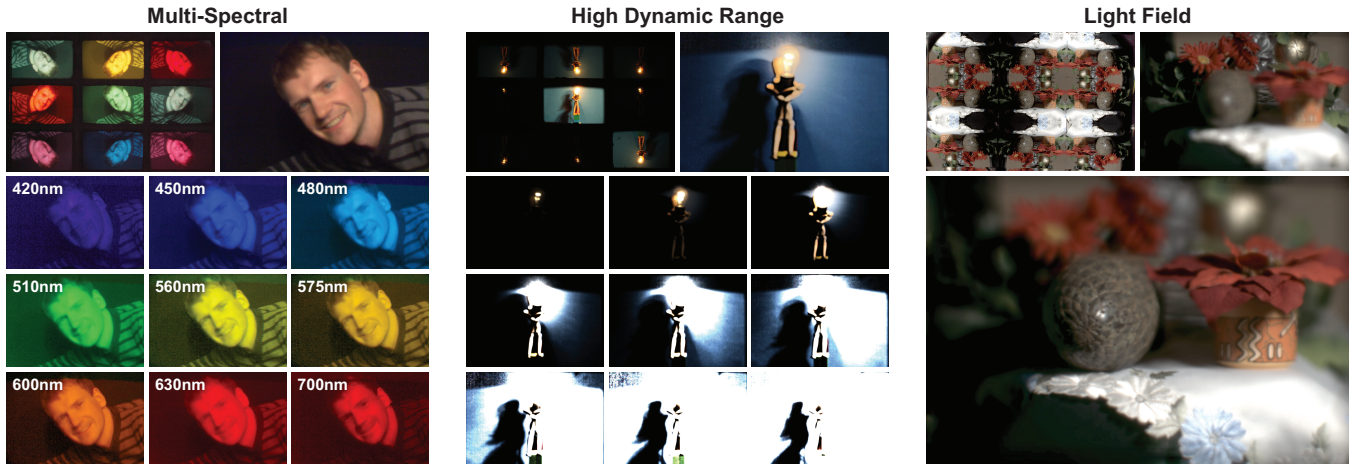 Multi-Spectral
High Dynamic Range
Light Field
420nm
450nm
480nm
510nm
560nm
575nm
600nm
630nm
700nm